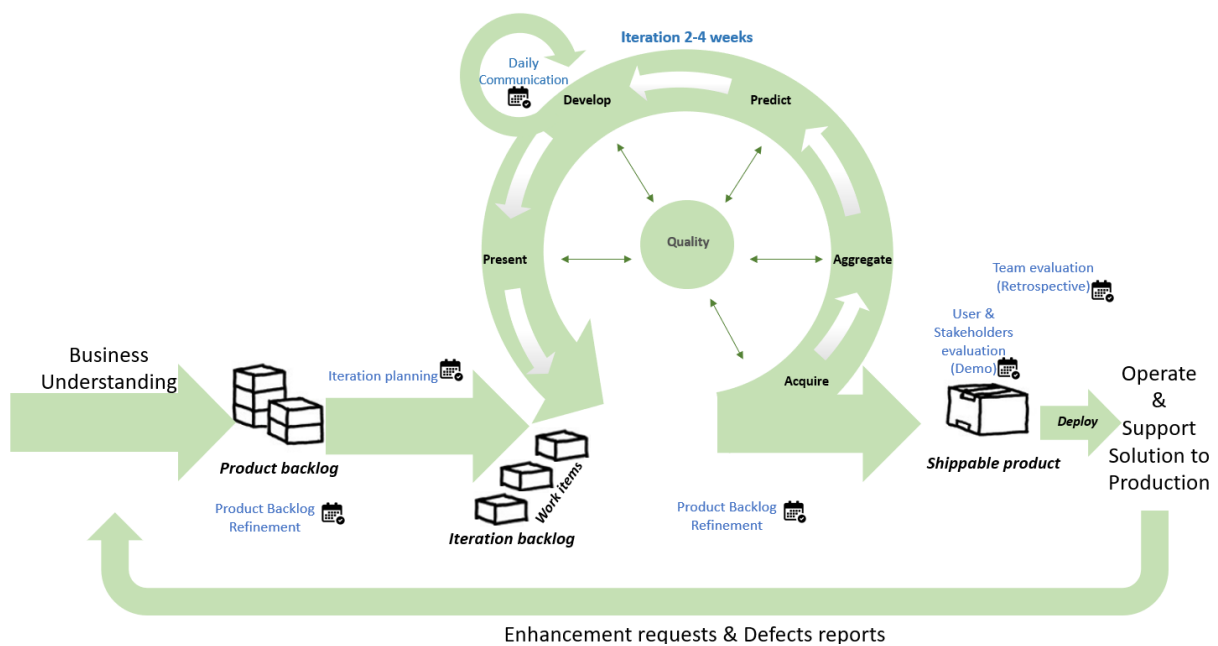 Iteration 2-4 weeks
Daily
Communication
Develop
Predict
Quality
Present
Aggregate
Acquire
Team evaluation
(Retrospective)
User &
Stakeholders
evaluation
(Demo)
Business
Understanding
Iteration planning
Product backlog
Product Backlog
Refinement
Work items
Iteration backlog
Product Backlog
Refinement
Shippable product
Deploy
Operate
&
Support
Solution to
Production
Enhancement requests & Defects reports